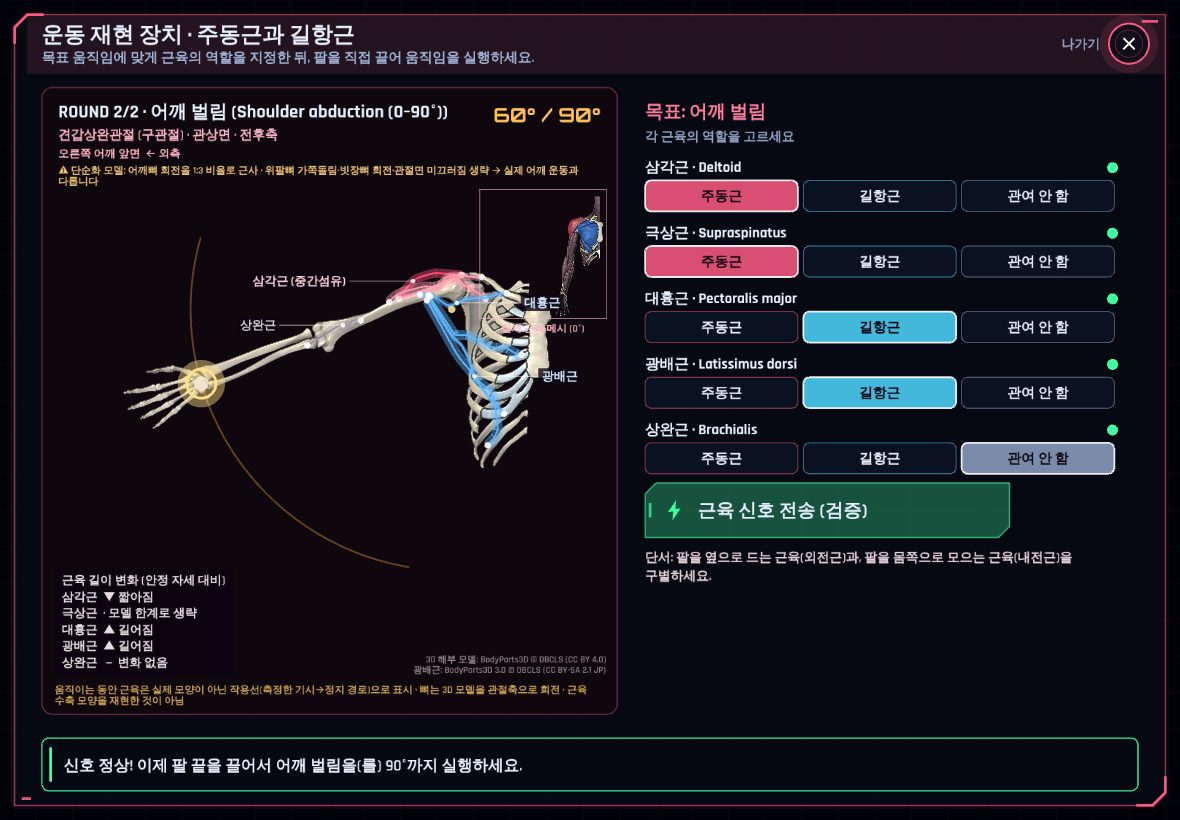 운동 재현 장치 · 주동근과 길항근
목표 움직임에 맞게 근육의 역할을 지정한 뒤, 팔을 직접 끌어 움직임을 실행하세요.
나가기
ROUND 2/2 · 어깨 벌림 (Shoulder abduction (0–90°))
60° / 90°
견갑상완관절 (구관절) · 관상면 · 전후축
오른쪽 어깨 앞면 ← 외측
⚠ 단순화 모델: 어깨뼈 회전을 1:3 비율로 근사 · 위팔뼈 가쪽돌림·빗장뼈 회전·관절면 미끄러짐 생략 → 실제 어깨 운동과
다릅니다
삼각근 (중간섬유)
대흉근
메시 (0°)
상완근
광배근
근육 길이 변화 (안정 자세 대비)
삼각근 ▼ 짧아짐
극상근 · 모델 한계로 생략
대흉근 ▲ 길어짐
광배근 ▲ 길어짐
상완근 – 변화 없음
3D 해부 모델: BodyParts3D © DBCLS (CC BY 4.0)
광배근: BodyParts3D 3.0 © DBCLS (CC BY-SA 2.1 JP)
움직이는 동안 근육은 실제 모양이 아닌 작용선(측정한 기시→정지 경로)으로 표시 · 뼈는 3D 모델을 관절축으로 회전 · 근육
수축 모양을 재현한 것이 아님
목표: 어깨 벌림
각 근육의 역할을 고르세요
삼각근 · Deltoid
주동근 길항근 관여 안 함
극상근 · Supraspinatus
주동근 길항근 관여 안 함
대흉근 · Pectoralis major
주동근 길항근 관여 안 함
광배근 · Latissimus dorsi
주동근 길항근 관여 안 함
상완근 · Brachialis
주동근 길항근 관여 안 함
근육 신호 전송 (검증)
단서: 팔을 옆으로 드는 근육(외전근)과, 팔을 몸쪽으로 모으는 근육(내전근)을
구별하세요.
신호 정상! 이제 팔 끝을 끌어서 어깨 벌림을(를) 90°까지 실행하세요.